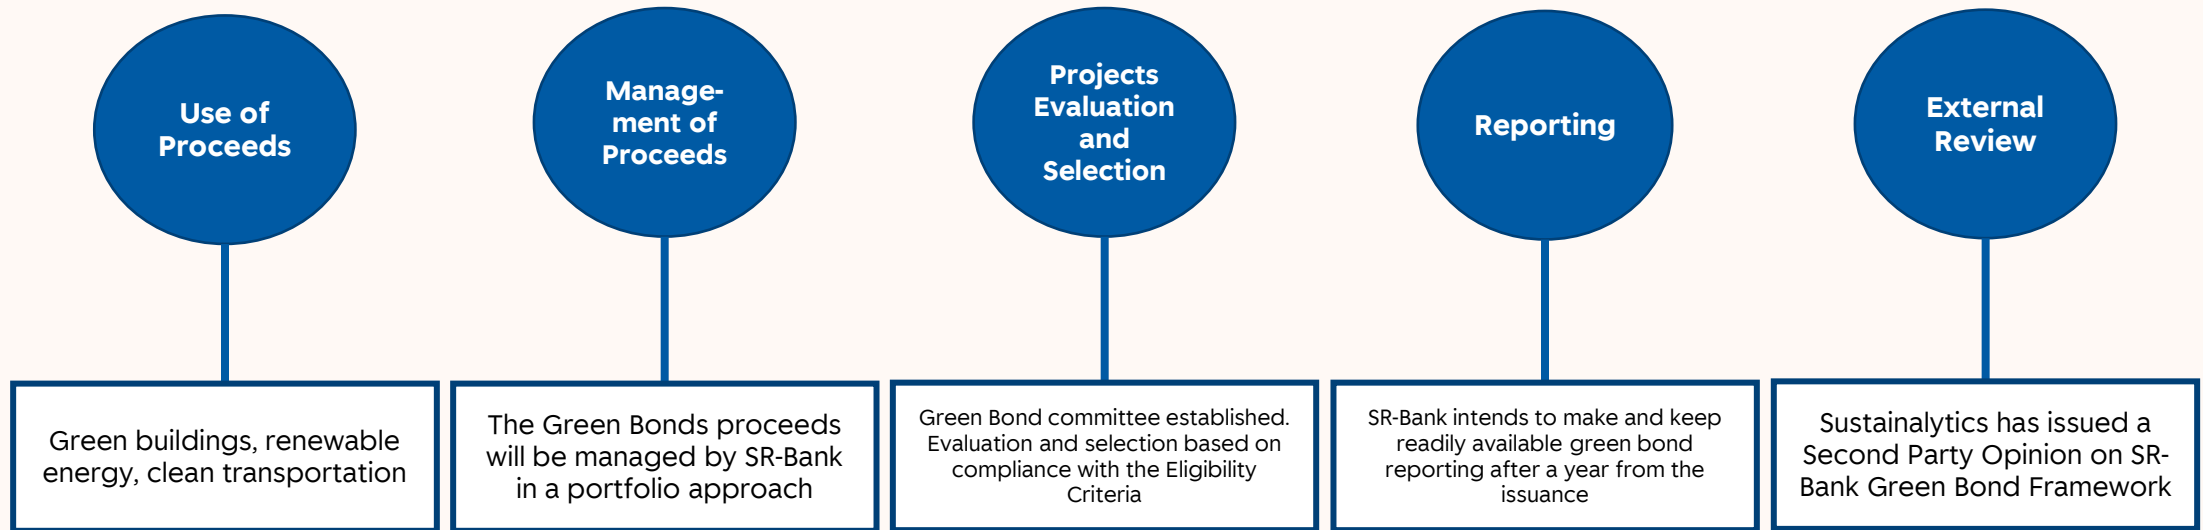 Use of
Proceeds
Manage-
ment of
Proceeds
Projects
Evaluation
and
Selection
Reporting
External
Review
Green buildings, renewable
energy, clean transportation
The Green Bonds proceeds
will be managed by SR-Bank
in a portfolio approach
Green Bond committee established.
Evaluation and selection based on
compliance with the Eligibility
Criteria
SR-Bank intends to make and keep
readily available green bond
reporting after a year from the
issuance
Sustainalytics has issued a
Second Party Opinion on SR-
Bank Green Bond Framework